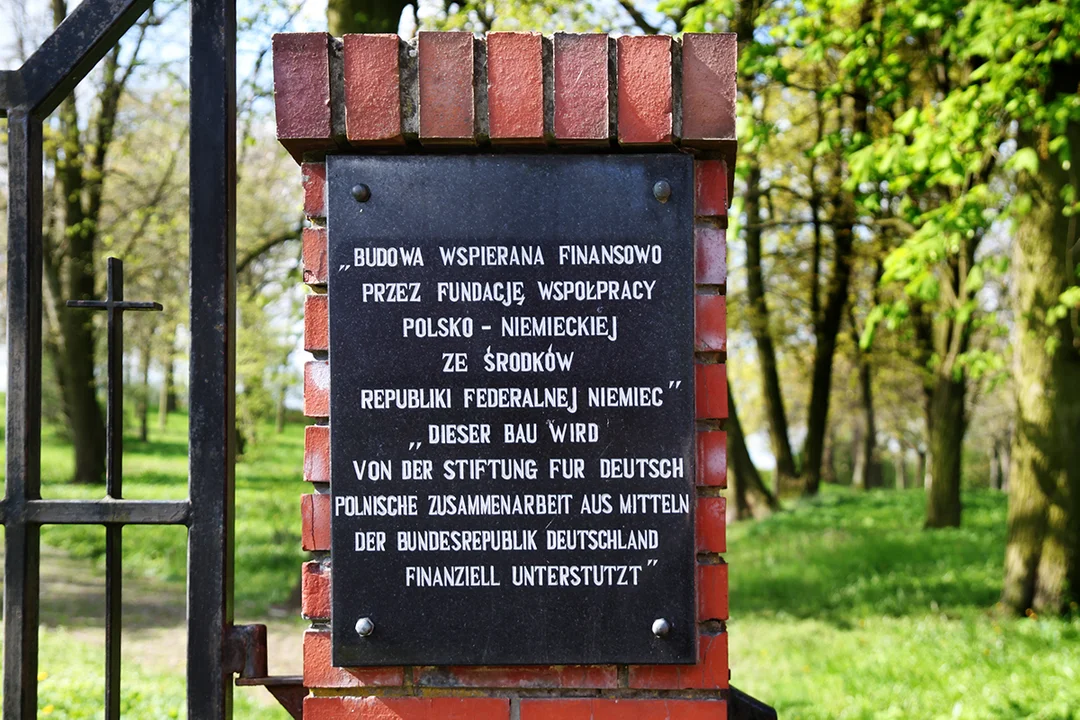 „BUDOWA WSPIERANA FINANSOWO
PRZEZ FUNDACJĘ WSPOŁPRACY
POLSKO - NIEMIECKIEJ
ZE ŚRODKÓW
REPUBLIKI FEDERALNEJ NIEMIEC”
„DIESER BAU WIRD
VON DER STIFTUNG FUR DEUTSCH
POLNISCHE ZUSAMMENARBEIT AUS MITTELN
DER BUNDESREPUBLIK DEUTSCHLAND
FINANZIELL UNTERSTUTZT”